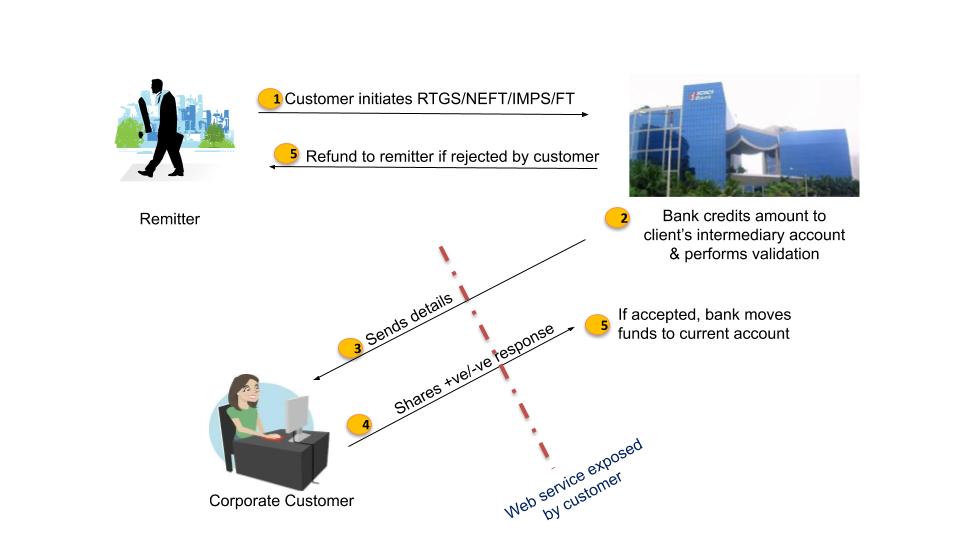 1 Customer initiates RTGS/NEFT/IMPS/FT
5 Refund to remitter if rejected by customer
ICICI Bank
Remitter
2 Bank credits amount to
client's intermediary account
& performs validation
3 Sends details
5 If accepted, bank moves
funds to current account
4 Shares +ve/-ve response
Corporate Customer
Web service exposed
by customer